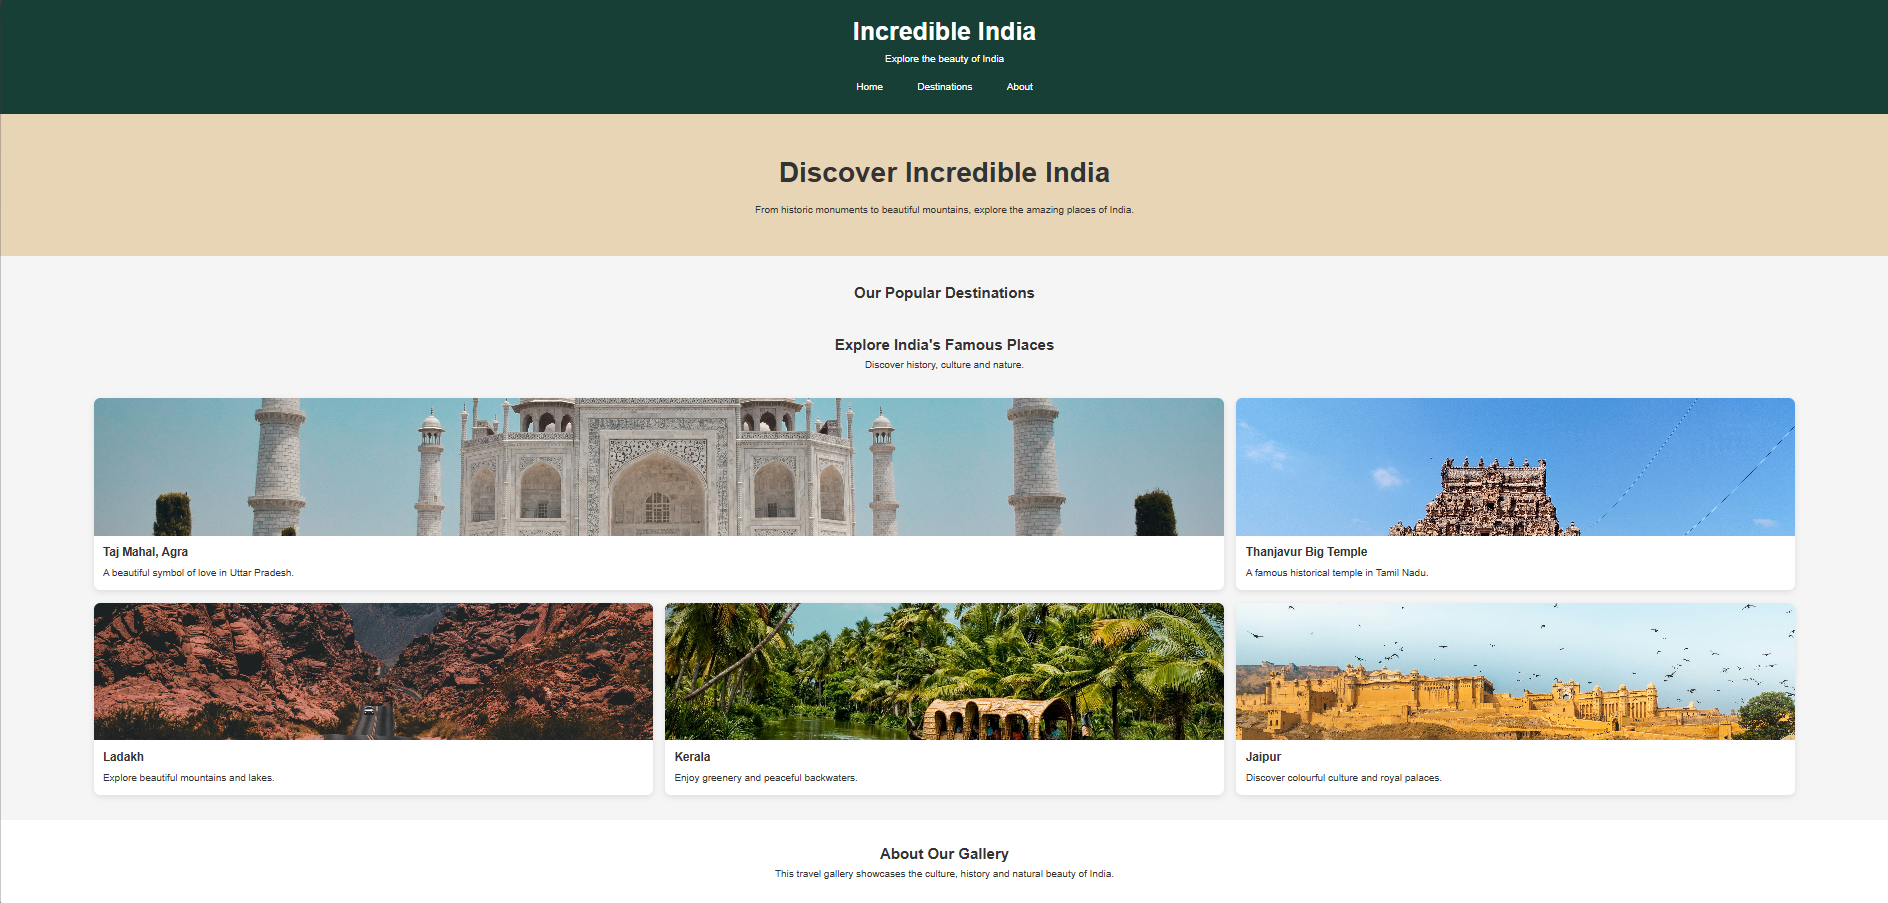 Incredible India
Explore the beauty of India
Home Destinations About
Discover Incredible India
From historic monuments to beautiful mountains, explore the amazing places of India.
Our Popular Destinations
Explore India's Famous Places
Discover history, culture and nature.
Taj Mahal, Agra
A beautiful symbol of love in Uttar Pradesh.
Thanjavur Big Temple
A famous historical temple in Tamil Nadu.
Ladakh
Explore beautiful mountains and lakes.
Kerala
Enjoy greenery and peaceful backwaters.
Jaipur
Discover colourful culture and royal palaces.
About Our Gallery
This travel gallery showcases the culture, history and natural beauty of India.